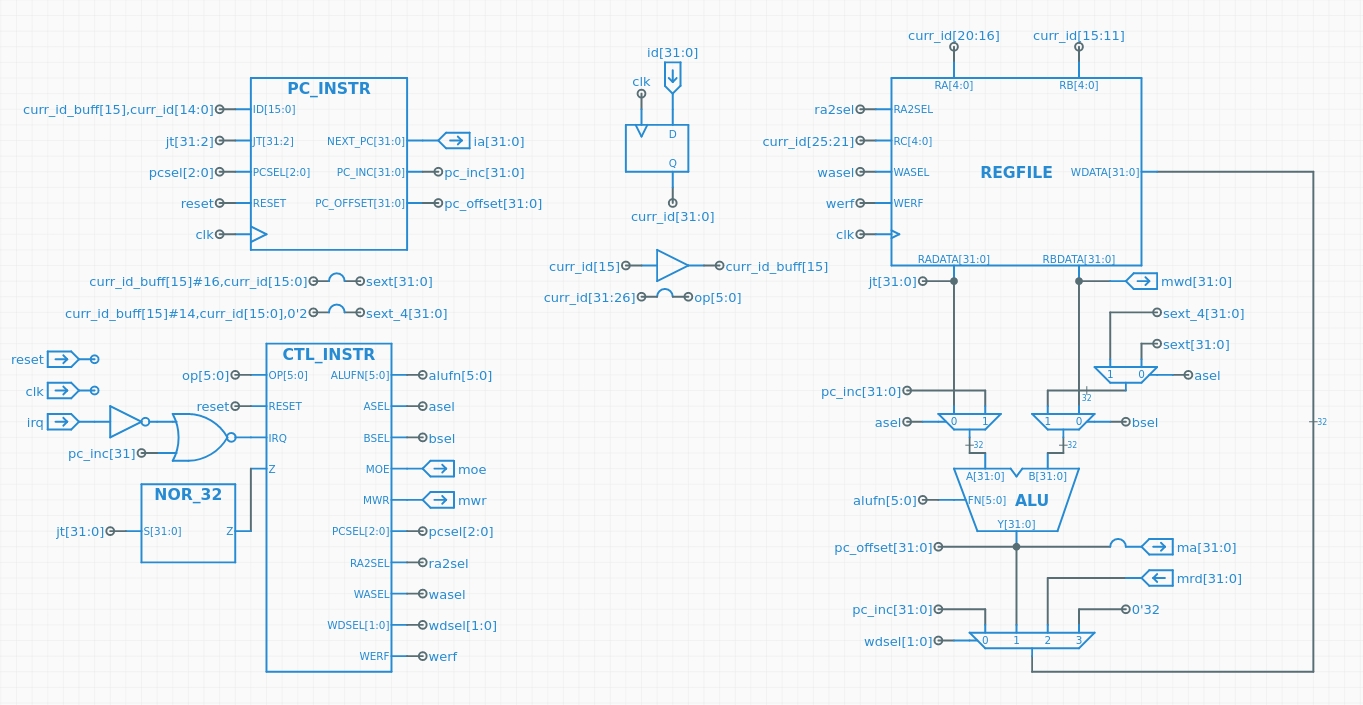 PC_INSTR
curr_id_buff[15],curr_id[14:0]
ID[15:0]
jt[31:2]
JT[31:2]
NEXT_PC[31:0]
ia[31:0]
pcsel[2:0]
PCSEL[2:0]
PC_INC[31:0]
pc_inc[31:0]
reset
RESET
PC_OFFSET[31:0]
pc_offset[31:0]
clk
curr_id_buff[15]#16,curr_id[15:0]
sext[31:0]
curr_id_buff[15]#14,curr_id[15:0],0'2
sext_4[31:0]
id[31:0]
clk
D
Q
curr_id[31:0]
curr_id[15]
curr_id_buff[15]
curr_id[31:26]
op[5:0]
reset
clk
irq
pc_inc[31]
NOR_32
jt[31:0]
S[31:0]
Z
CTL_INSTR
op[5:0]
OP[5:0]
ALUFN[5:0]
alufn[5:0]
reset
RESET
ASEL
asel
IRQ
BSEL
bsel
Z
MOE
moe
MWR
mwr
PCSEL[2:0]
pcsel[2:0]
RA2SEL
ra2sel
WASEL
wasel
WDSEL[1:0]
wdsel[1:0]
WERF
werf
curr_id[20:16]
curr_id[15:11]
RA[4:0]
RB[4:0]
ra2sel
RA2SEL
curr_id[25:21]
RC[4:0]
wasel
WASEL
REGFILE
WDATA[31:0]
werf
WERF
clk
RADATA[31:0]
RBDATA[31:0]
jt[31:0]
mwd[31:0]
sext_4[31:0]
sext[31:0]
1
0
asel
pc_inc[31:0]
32
asel
0
1
1
0
bsel
32
32
32
A[31:0]
B[31:0]
alufn[5:0]
FN[5:0]
ALU
Y[31:0]
pc_offset[31:0]
ma[31:0]
mrd[31:0]
pc_inc[31:0]
0'32
wdsel[1:0]
0
1
2
3